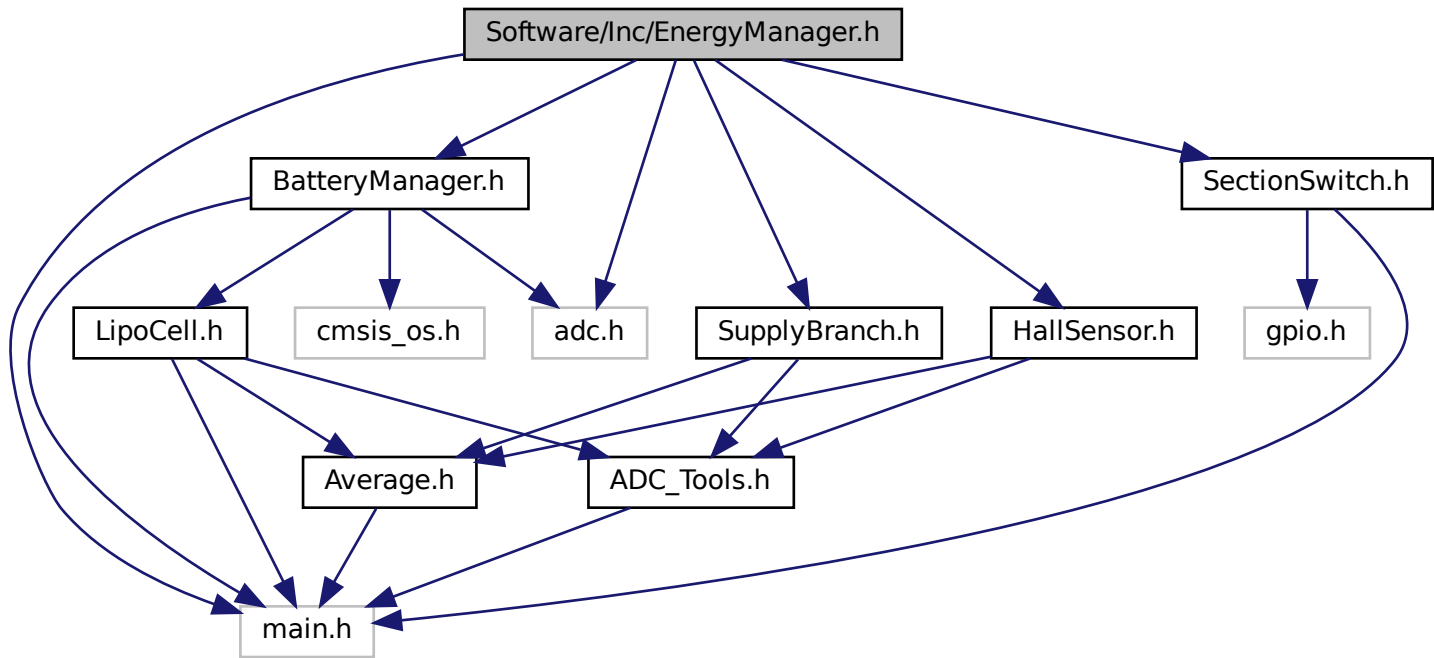 Software/Inc/EnergyManager.h
BatteryManager.h
SectionSwitch.h
LipoCell.h
cmsis_os.h
adc.h
SupplyBranch.h
HallSensor.h
gpio.h
Average.h
ADC_Tools.h
main.h